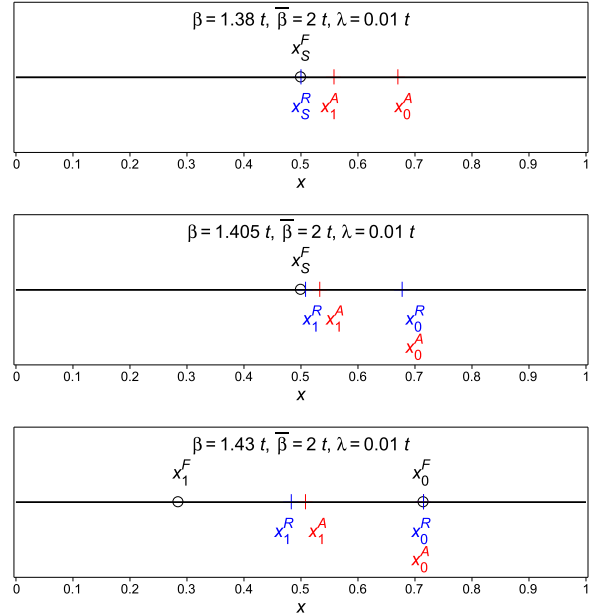 β = 1.38 t, β̅ = 2 t, λ = 0.01 t
x_S^F
x_S^R x_1^A x_0^A
0 0.1 0.2 0.3 0.4 0.5 0.6 0.7 0.8 0.9 1
x
β = 1.405 t, β̅ = 2 t, λ = 0.01 t
x_S^F
x_1^R x_1^A x_0^R
x_0^A
0 0.1 0.2 0.3 0.4 0.5 0.6 0.7 0.8 0.9 1
x
β = 1.43 t, β̅ = 2 t, λ = 0.01 t
x_1^F x_0^F
x_1^R x_1^A x_0^R
x_0^A
0 0.1 0.2 0.3 0.4 0.5 0.6 0.7 0.8 0.9 1
x